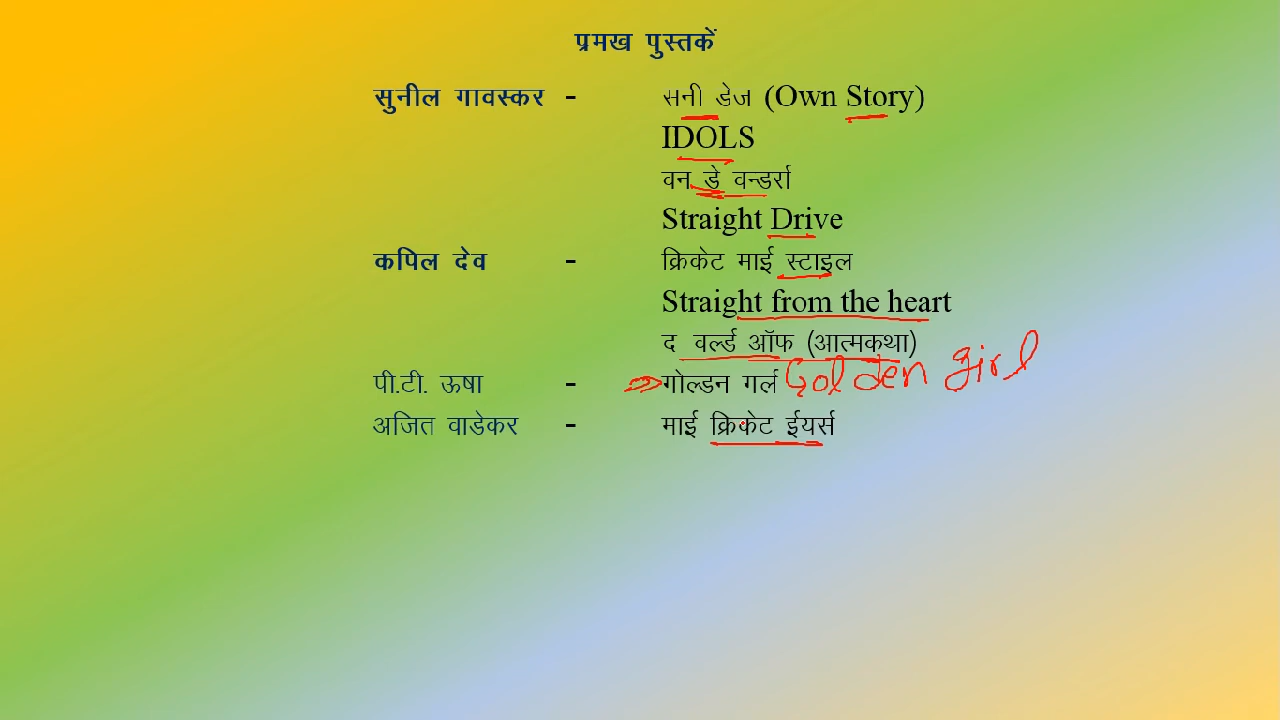 प्रमख पुस्तकें
सुनील गावस्कर - सनी डेज (Own Story)
IDOLS
वन डे वन्डर्रा
Straight Drive
कपिल देव - क्रिकेट माई स्टाइल
Straight from the heart
द वर्ल्ड ऑफ (आत्मकथा)
पी.टी. ऊषा - गोल्डन गर्ल Golden girl
अजित वाडेकर - माई क्रिकेट ईयर्स